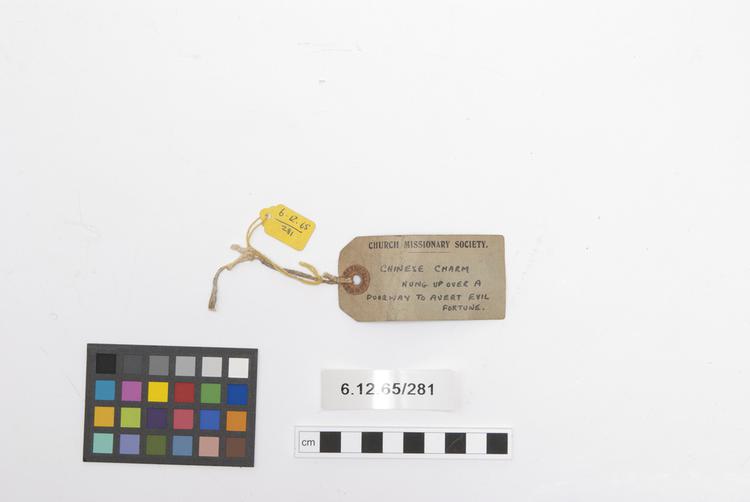 6.12.65
281
CHURCH MISSIONARY SOCIETY.
CHINESE CHARM
HUNG UP OVER A
DOORWAY TO AVERT EVIL
FORTUNE.
6.12.65/281
cm